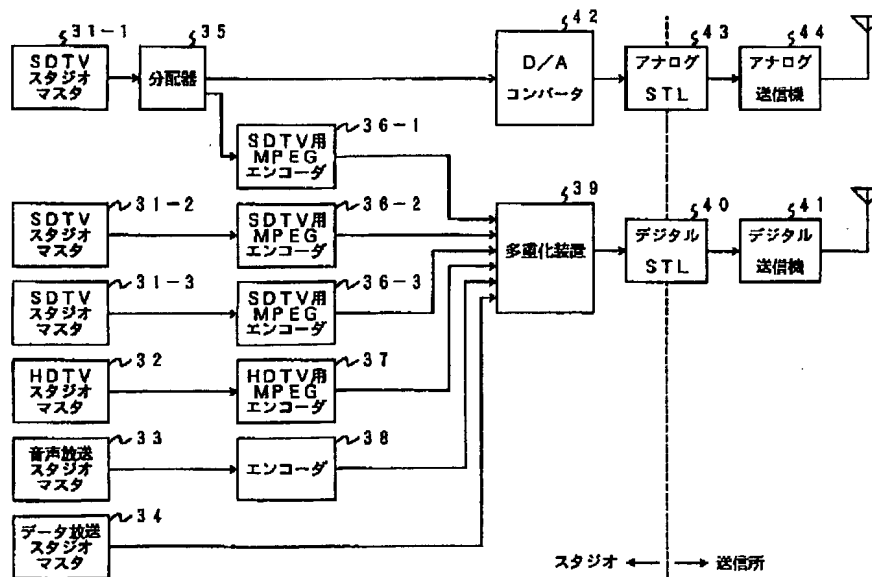 31-1
SDTV
スタジオ
マスタ
35
分配器
42
D/A
コンバータ
43
アナログ
STL
44
アナログ
送信機
36-1
SDTV用
MPEG
エンコーダ
31-2
SDTV
スタジオ
マスタ
36-2
SDTV用
MPEG
エンコーダ
39
多重化装置
40
デジタル
STL
41
デジタル
送信機
31-3
SDTV
スタジオ
マスタ
36-3
SDTV用
MPEG
エンコーダ
32
HDTV
スタジオ
マスタ
37
HDTV用
MPEG
エンコーダ
33
音声放送
スタジオ
マスタ
38
エンコーダ
34
データ放送
スタジオ
マスタ
スタジオ
送信所